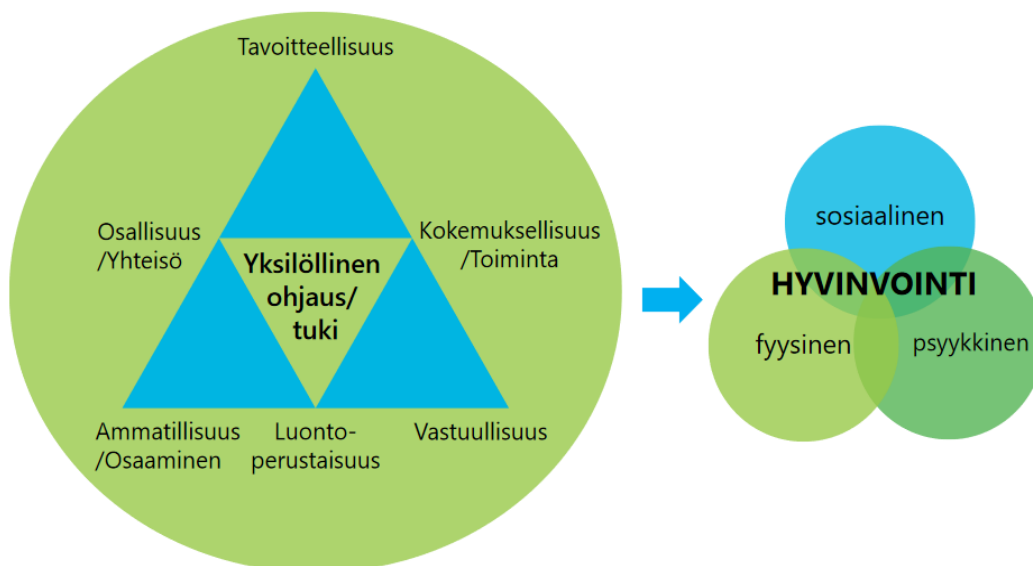 Tavoitteellisuus
Osallisuus
/Yhteisö
Kokemuksellisuus
/Toiminta
Yksilöllinen
ohjaus/
tuki
Ammatillisuus
/Osaaminen
Luonto-
perustaisuus
Vastuullisuus
sosiaalinen
HYVINVOINTI
fyysinen
psyykkinen